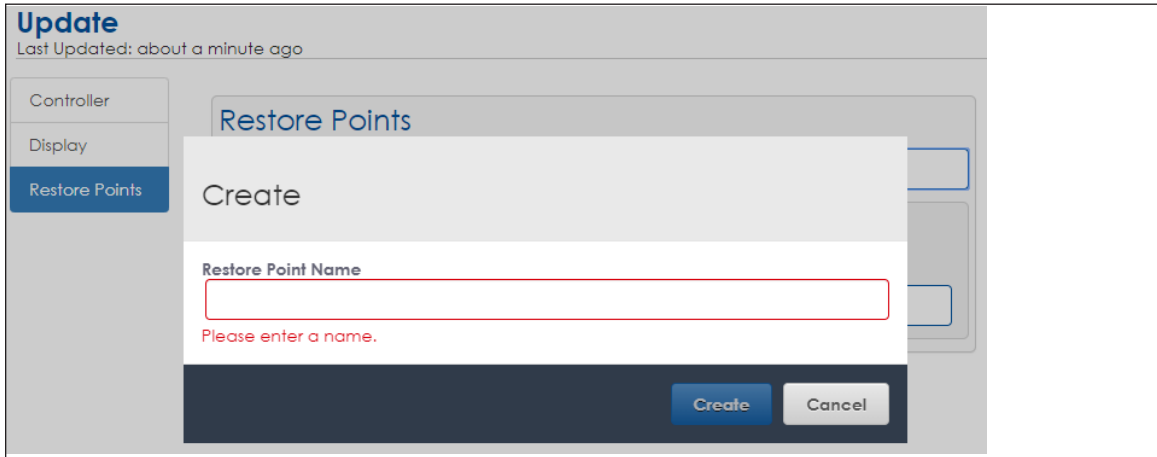 Update
Last Updated: about a minute ago
Controller
Display
Restore Points
Restore Points
Create
Restore Point Name
Please enter a name.
Create
Cancel